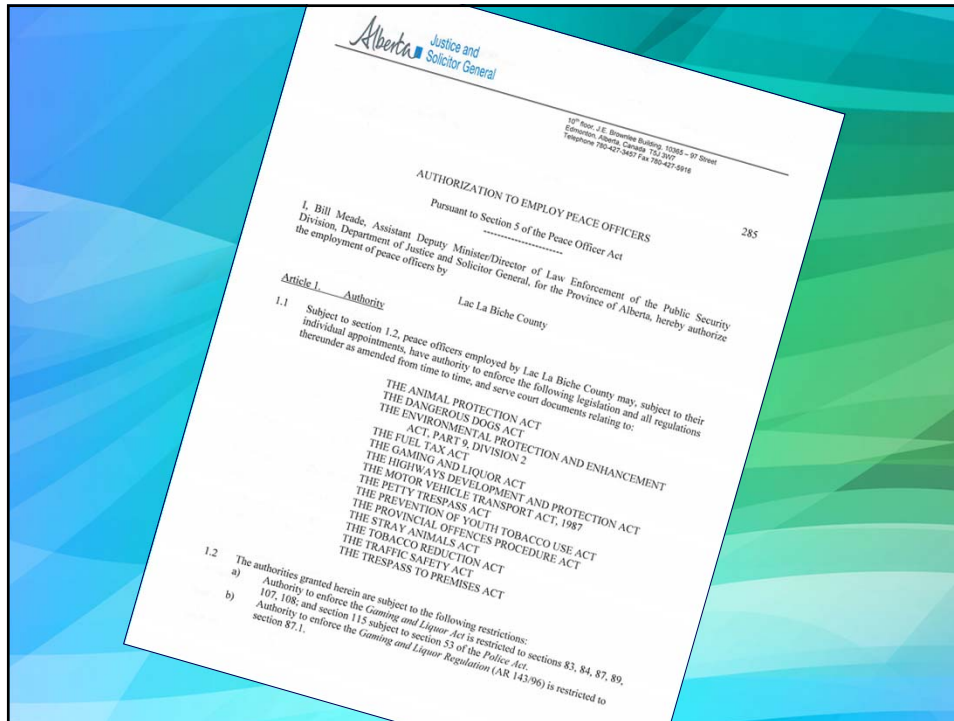 Alberta Justice and
Solicitor General
10th floor, J.E. Brownlee Building, 10365 – 97 Street
Edmonton, Alberta, Canada T5J 3W7
Telephone 780-427-3457 Fax 780-427-5916
AUTHORIZATION TO EMPLOY PEACE OFFICERS
285
Pursuant to Section 5 of the Peace Officer Act
---------------------
I, Bill Meade, Assistant Deputy Minister/Director of Law Enforcement of the Public Security
Division, Department of Justice and Solicitor General, for the Province of Alberta, hereby authorize
the employment of peace officers by
Lac La Biche County
Article 1. Authority
1.1 Subject to section 1.2, peace officers employed by Lac La Biche County may, subject to their
individual appointments, have authority to enforce the following legislation and all regulations
thereunder as amended from time to time, and serve court documents relating to:
THE ANIMAL PROTECTION ACT
THE DANGEROUS DOGS ACT
THE ENVIRONMENTAL PROTECTION AND ENHANCEMENT
ACT, PART 9, DIVISION 2
THE FUEL TAX ACT
THE GAMING AND LIQUOR ACT
THE HIGHWAYS DEVELOPMENT AND PROTECTION ACT
THE MOTOR VEHICLE TRANSPORT ACT, 1987
THE PETTY TRESPASS ACT
THE PREVENTION OF YOUTH TOBACCO USE ACT
THE PROVINCIAL OFFENCES PROCEDURE ACT
THE STRAY ANIMALS ACT
THE TOBACCO REDUCTION ACT
THE TRAFFIC SAFETY ACT
THE TRESPASS TO PREMISES ACT
1.2 The authorities granted herein are subject to the following restrictions:
a) Authority to enforce the Gaming and Liquor Act is restricted to sections 83, 84, 87, 89,
107, 108; and section 115 subject to section 53 of the Police Act.
b) Authority to enforce the Gaming and Liquor Regulation (AR 143/96) is restricted to
section 87.1.